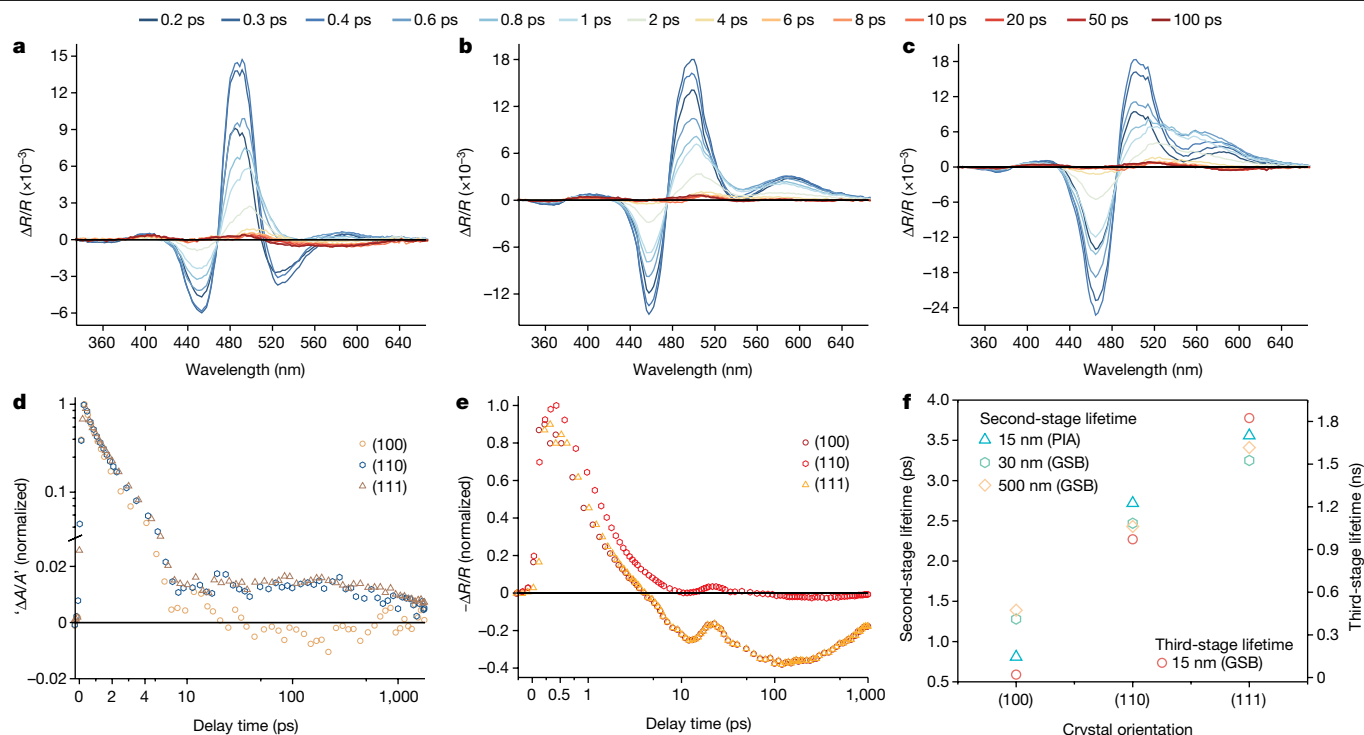 0.2 ps 0.3 ps 0.4 ps 0.6 ps 0.8 ps 1 ps 2 ps 4 ps 6 ps 8 ps 10 ps 20 ps 50 ps 100 ps
a
15
12
9
6
3
0
−3
−6
ΔR/R (×10⁻³)
360 400 440 480 520 560 600 640
Wavelength (nm)
b
18
12
6
0
−6
−12
ΔR/R (×10⁻³)
360 400 440 480 520 560 600 640
Wavelength (nm)
c
18
12
6
0
−6
−12
−18
−24
ΔR/R (×10⁻³)
360 400 440 480 520 560 600 640
Wavelength (nm)
d
1
0.1
0.02
0
−0.02
'ΔA/A' (normalized)
(100)
(110)
(111)
0 2 4 10 100 1,000
Delay time (ps)
e
1.0
0.8
0.6
0.4
0.2
0
−0.2
−0.4
−ΔR/R (normalized)
(100)
(110)
(111)
0 0.5 1 10 100 1,000
Delay time (ps)
f
4.0
3.5
3.0
2.5
2.0
1.5
1.0
0.5
Second-stage lifetime (ps)
Second-stage lifetime
15 nm (PIA)
30 nm (GSB)
500 nm (GSB)
Third-stage lifetime
15 nm (GSB)
1.8
1.5
1.2
0.9
0.6
0.3
0
Third-stage lifetime (ns)
(100) (110) (111)
Crystal orientation